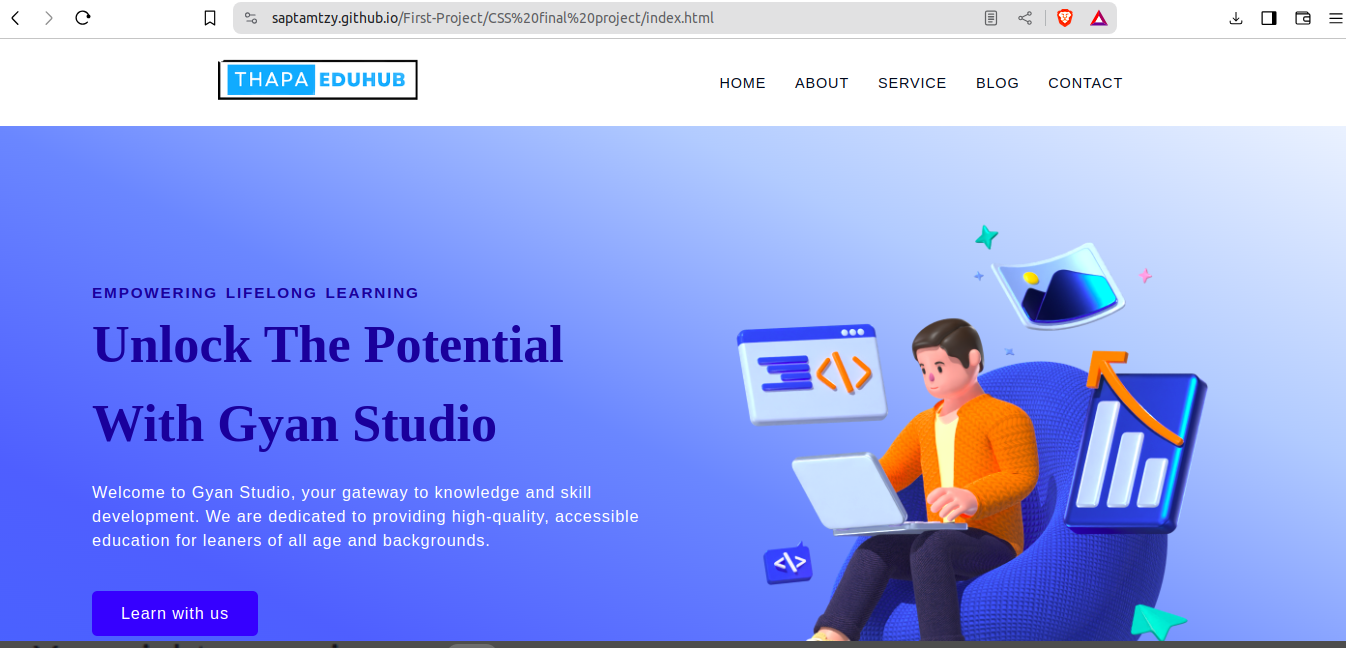 saptamtzy.github.io/First-Project/CSS%20final%20project/index.html
THAPA EDUHUB
HOME ABOUT SERVICE BLOG CONTACT
EMPOWERING LIFELONG LEARNING
Unlock The Potential
With Gyan Studio
Welcome to Gyan Studio, your gateway to knowledge and skill
development. We are dedicated to providing high-quality, accessible
education for leaners of all age and backgrounds.
Learn with us